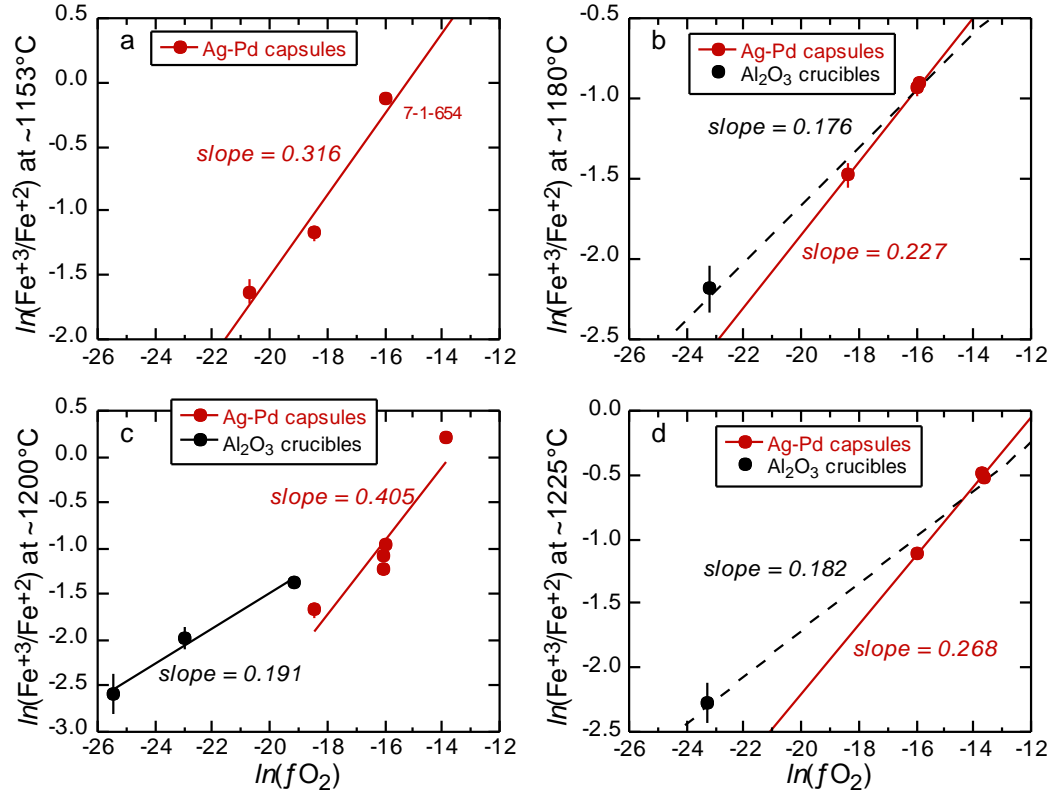 a
Ag-Pd capsules
7-1-654
slope = 0.316
ln(Fe+3/Fe+2) at ~1153°C
0.5
0.0
-0.5
-1.0
-1.5
-2.0
-26 -24 -22 -20 -18 -16 -14 -12
b
Ag-Pd capsules
Al2O3 crucibles
slope = 0.176
slope = 0.227
ln(Fe+3/Fe+2) at ~1180°C
-0.5
-1.0
-1.5
-2.0
-2.5
-26 -24 -22 -20 -18 -16 -14 -12
c
Ag-Pd capsules
Al2O3 crucibles
slope = 0.405
slope = 0.191
ln(Fe+3/Fe+2) at ~1200°C
0.5
0.0
-0.5
-1.0
-1.5
-2.0
-2.5
-3.0
-26 -24 -22 -20 -18 -16 -14 -12
ln(fO2)
d
Ag-Pd capsules
Al2O3 crucibles
slope = 0.182
slope = 0.268
ln(Fe+3/Fe+2) at ~1225°C
0.0
-0.5
-1.0
-1.5
-2.0
-2.5
-26 -24 -22 -20 -18 -16 -14 -12
ln(fO2)